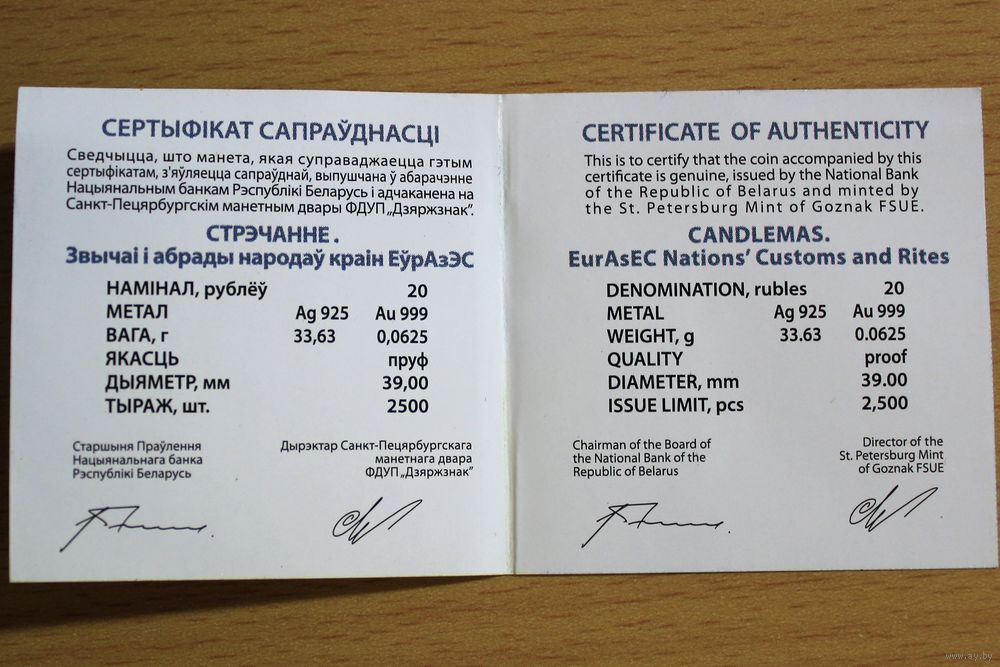 СЕРТЫФІКАТ САПРАЎДНАСЦІ
Сведчыцца, што манета, якая суправаджаецца гэтым
сертыфікатам, з'яўляецца сапраўднай, выпушчана ў абарачэнне
Нацыянальным банкам Рэспублікі Беларусь і адчаканена на
Санкт-Пецярбургскім манетным двары ФДУП „Дзяржзнак”.
СТРЭЧАННЕ.
Звычаі і абрады народаў краін ЕўрАзЭС
НАМІНАЛ, рублёў 20
МЕТАЛ Ag 925 Au 999
ВАГА, г 33,63 0,0625
ЯКАСЦЬ пруф
ДЫЯМЕТР, мм 39,00
ТЫРАЖ, шт. 2500
Старшыня Праўлення
Нацыянальнага банка
Рэспублікі Беларусь
Дырэктар Санкт-Пецярбургскага
манетнага двара
ФДУП „Дзяржзнак”
CERTIFICATE OF AUTHENTICITY
This is to certify that the coin accompanied by this
certificate is genuine, issued by the National Bank
of the Republic of Belarus and minted by
the St. Petersburg Mint of Goznak FSUE.
CANDLEMAS.
EurAsEC Nations’ Customs and Rites
DENOMINATION, rubles 20
METAL Ag 925 Au 999
WEIGHT, g 33.63 0.0625
QUALITY proof
DIAMETER, mm 39.00
ISSUE LIMIT, pcs 2,500
Chairman of the Board of
the National Bank of the
Republic of Belarus
Director of the
St. Petersburg Mint
of Goznak FSUE
www.ay.by